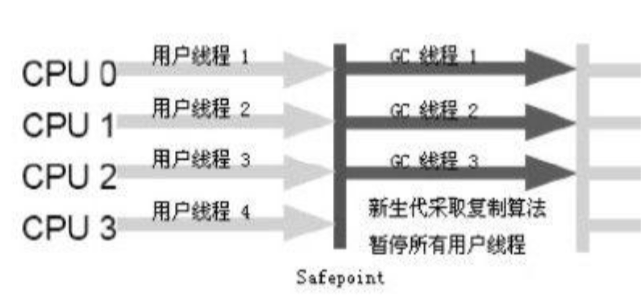 CPU 0 用户线程 1 GC 线程 1
CPU 1 用户线程 2 GC 线程 2
CPU 2 用户线程 3 GC 线程 3
CPU 3 用户线程 4 新生代采取复制算法
暂停所有用户线程
Safepoint